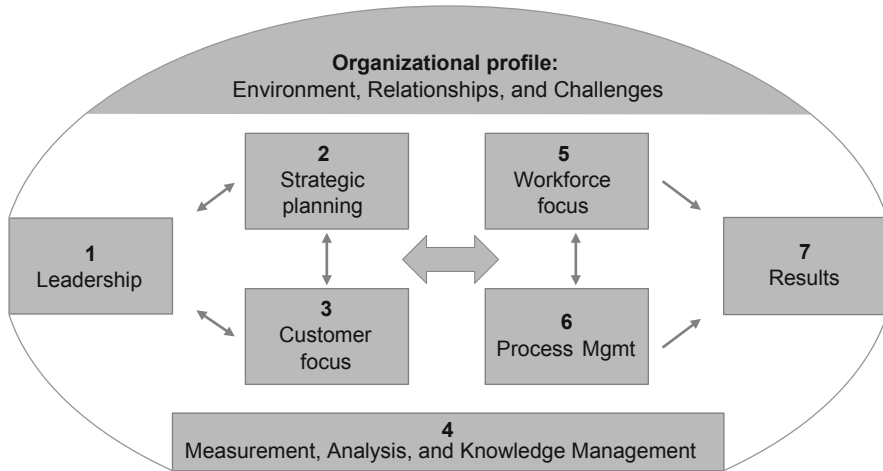 Organizational profile:
Environment, Relationships, and Challenges
2
Strategic
planning
5
Workforce
focus
1
Leadership
7
Results
3
Customer
focus
6
Process Mgmt
4
Measurement, Analysis, and Knowledge Management